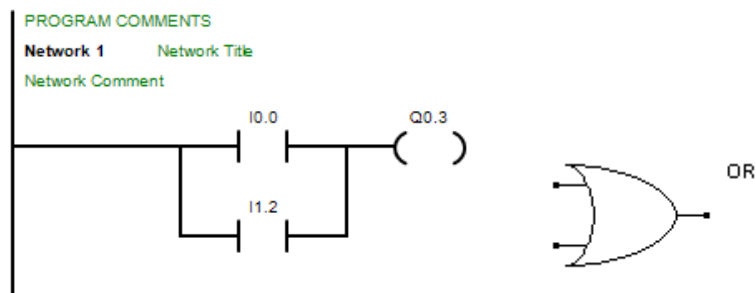 PROGRAM COMMENTS
Network 1 Network Title
Network Comment
I0.0 Q0.3
I1.2
OR